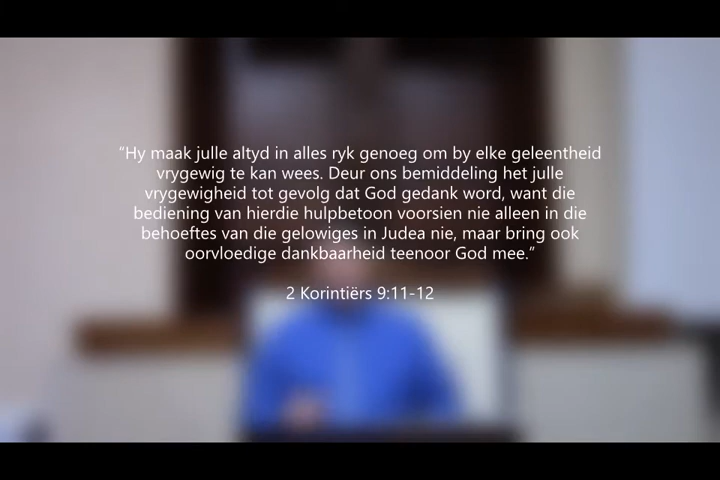 “Hy maak julle altyd in alles ryk genoeg om by elke geleentheid
vrygewig te kan wees. Deur ons bemiddeling het julle
vrygewigheid tot gevolg dat God gedank word, want die
bediening van hierdie hulpbetoon voorsien nie alleen in die
behoeftes van die gelowiges in Judea nie, maar bring ook
oorvloedige dankbaarheid teenoor God mee.”
2 Korintiërs 9:11-12